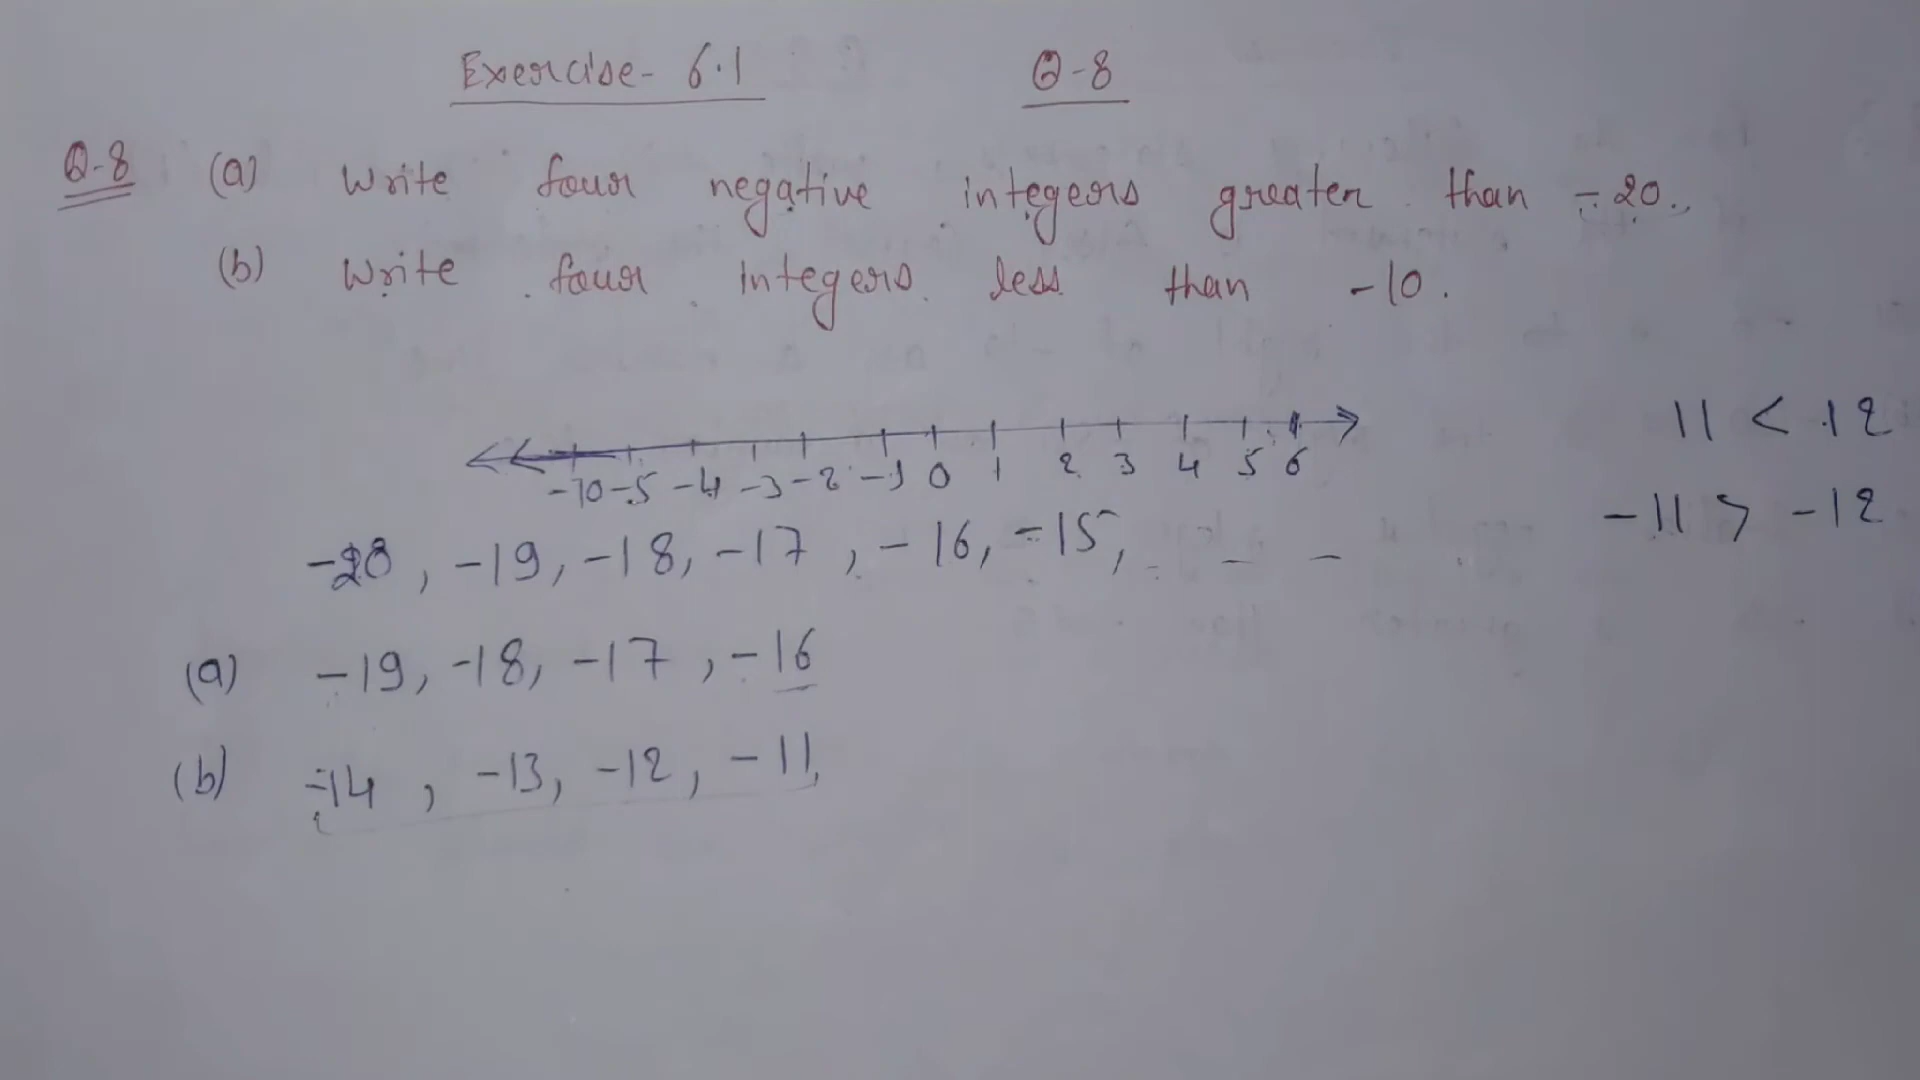 Exercise- 6.1 Q-8
Q-8 (a) Write four negative integers greater than -20.
(b) Write four integers less than -10.
11 < 12
-10 -5 -4 -3 -2 -1 0 1 2 3 4 5 6
-11 > -12
-20, -19, -18, -17, -16, -15, - -
(a) -19, -18, -17, -16
(b) -14, -13, -12, -11,